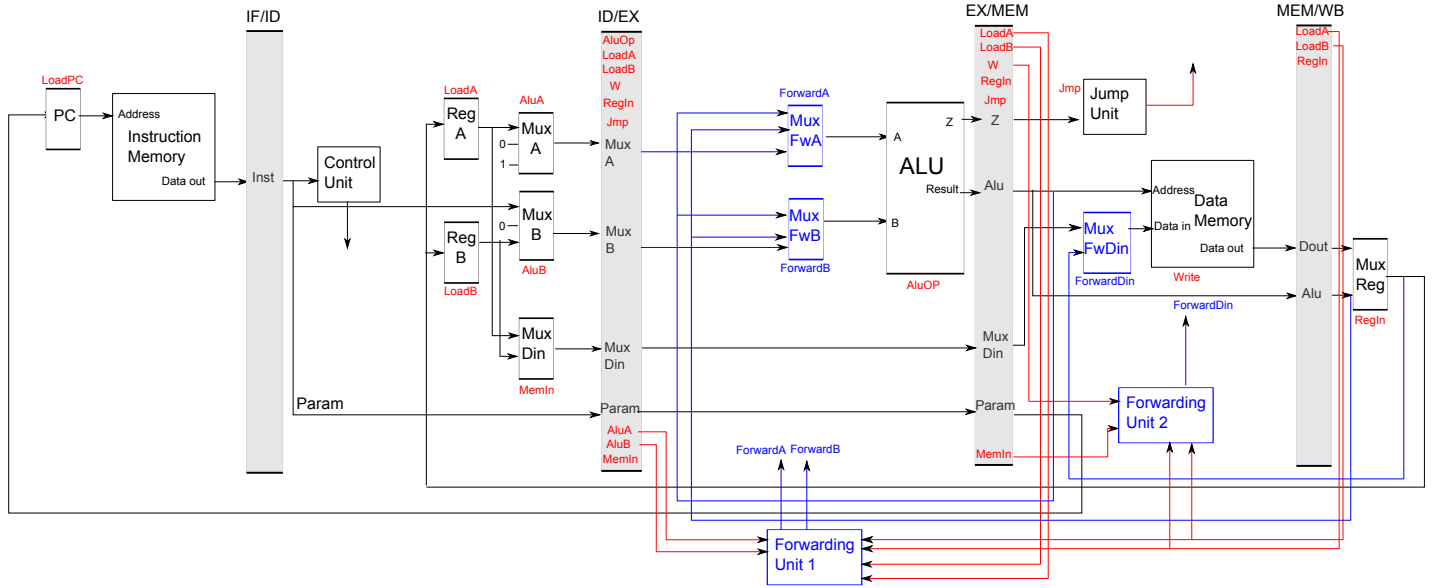 IF/ID
ID/EX
EX/MEM
MEM/WB
LoadPC
PC
Address
Instruction
Memory
Data out
Inst
Control
Unit
Param
LoadA
Reg
A
Reg
B
LoadB
AluA
Mux
A
0
1
Mux
B
0
AluB
Mux
Din
MemIn
AluOp
LoadA
LoadB
W
RegIn
Jmp
Mux
A
Mux
B
Mux
Din
Param
AluA
AluB
MemIn
ForwardA
Mux
FwA
Mux
FwB
ForwardB
A
B
ALU
Z
Result
AluOP
ForwardA
ForwardB
Forwarding
Unit 1
LoadA
LoadB
W
RegIn
Jmp
Z
Alu
Mux
Din
Param
MemIn
Jmp
Jump
Unit
Mux
FwDin
ForwardDin
Address
Data
Memory
Data in
Data out
Write
ForwardDin
Forwarding
Unit 2
LoadA
LoadB
RegIn
Dout
Alu
Mux
Reg
RegIn